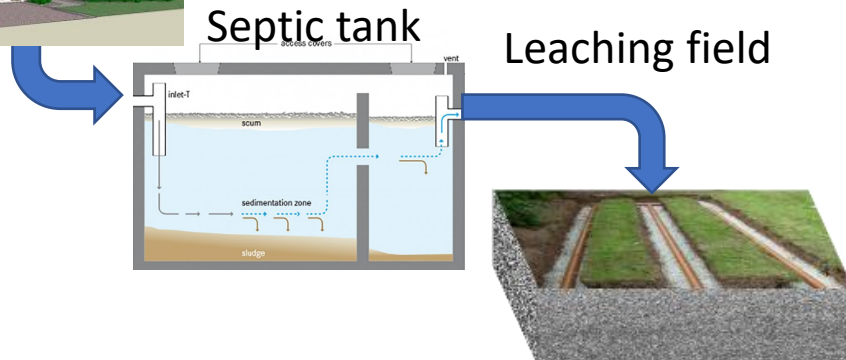 Septic tank
Leaching field
access covers
vent
inlet-T
scum
sedimentation zone
sludge